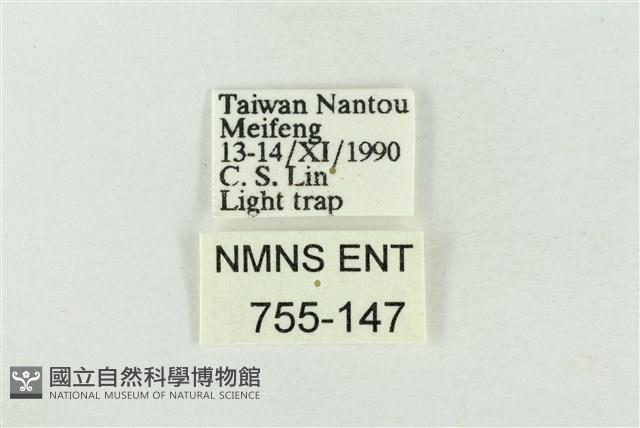 Taiwan Nantou
Meifeng
13-14/XI/1990
C. S. Lin
Light trap
NMNS ENT
755-147
國立自然科學博物館
NATIONAL MUSEUM OF NATURAL SCIENCE